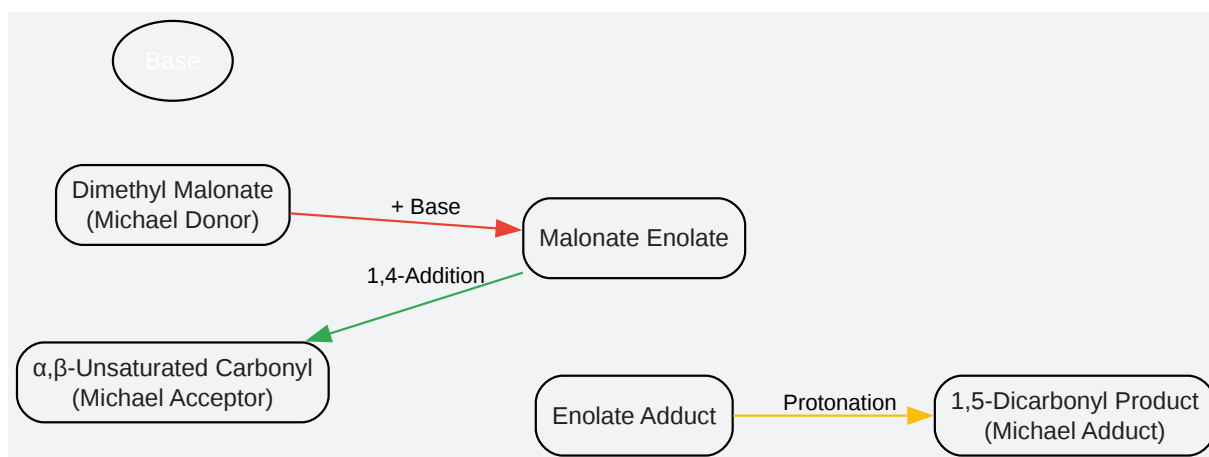 Base
Dimethyl Malonate
(Michael Donor)
+ Base
Malonate Enolate
1,4-Addition
α,β-Unsaturated Carbonyl
(Michael Acceptor)
Enolate Adduct
Protonation
1,5-Dicarbonyl Product
(Michael Adduct)